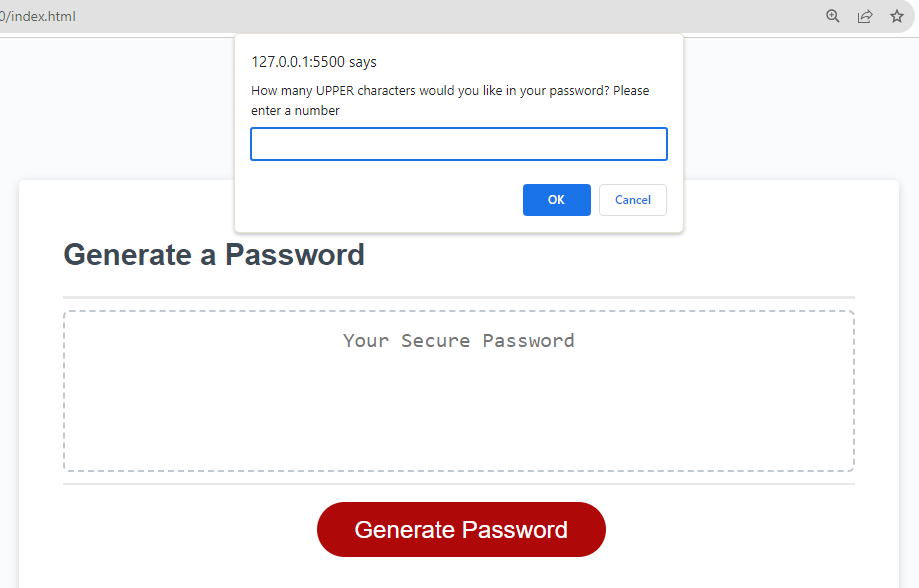 0/index.html
127.0.0.1:5500 says
How many UPPER characters would you like in your password? Please
enter a number
OK
Cancel
Generate a Password
Your Secure Password
Generate Password